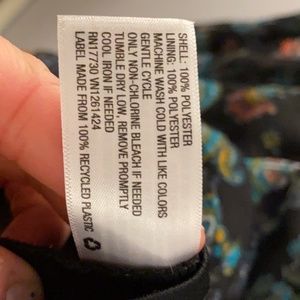 SHELL: 100% POLYESTER
LINING: 100% POLYESTER
MACHINE WASH COLD WITH LIKE COLORS
GENTLE CYCLE
ONLY NON-CHLORINE BLEACH IF NEEDED
TUMBLE DRY LOW, REMOVE PROMPTLY
COOL IRON IF NEEDED
RN17730 VN1261424
LABEL MADE FROM 100% RECYCLED PLASTIC